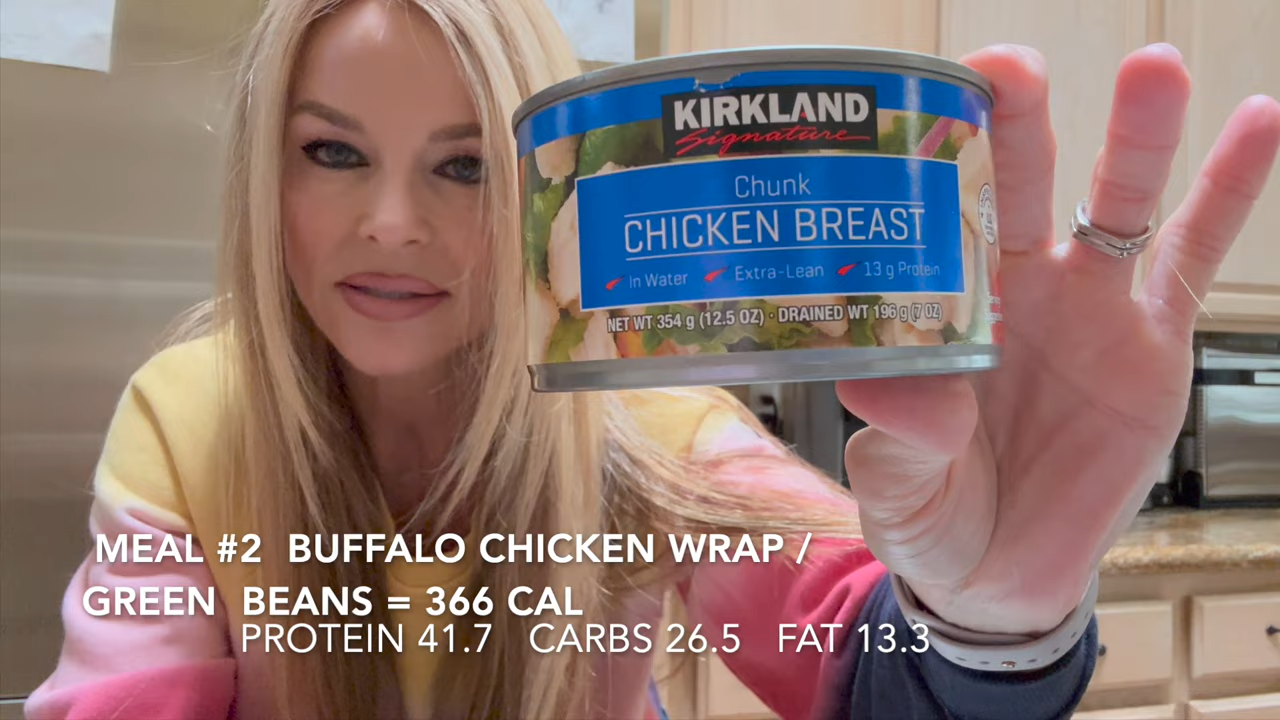 KIRKLAND
Signature
Chunk
CHICKEN BREAST
In Water Extra-Lean 13 g Protein
NET WT 354 g (12.5 OZ) · DRAINED WT 196 g (7 OZ)
MEAL #2 BUFFALO CHICKEN WRAP /
GREEN BEANS = 366 CAL
PROTEIN 41.7 CARBS 26.5 FAT 13.3